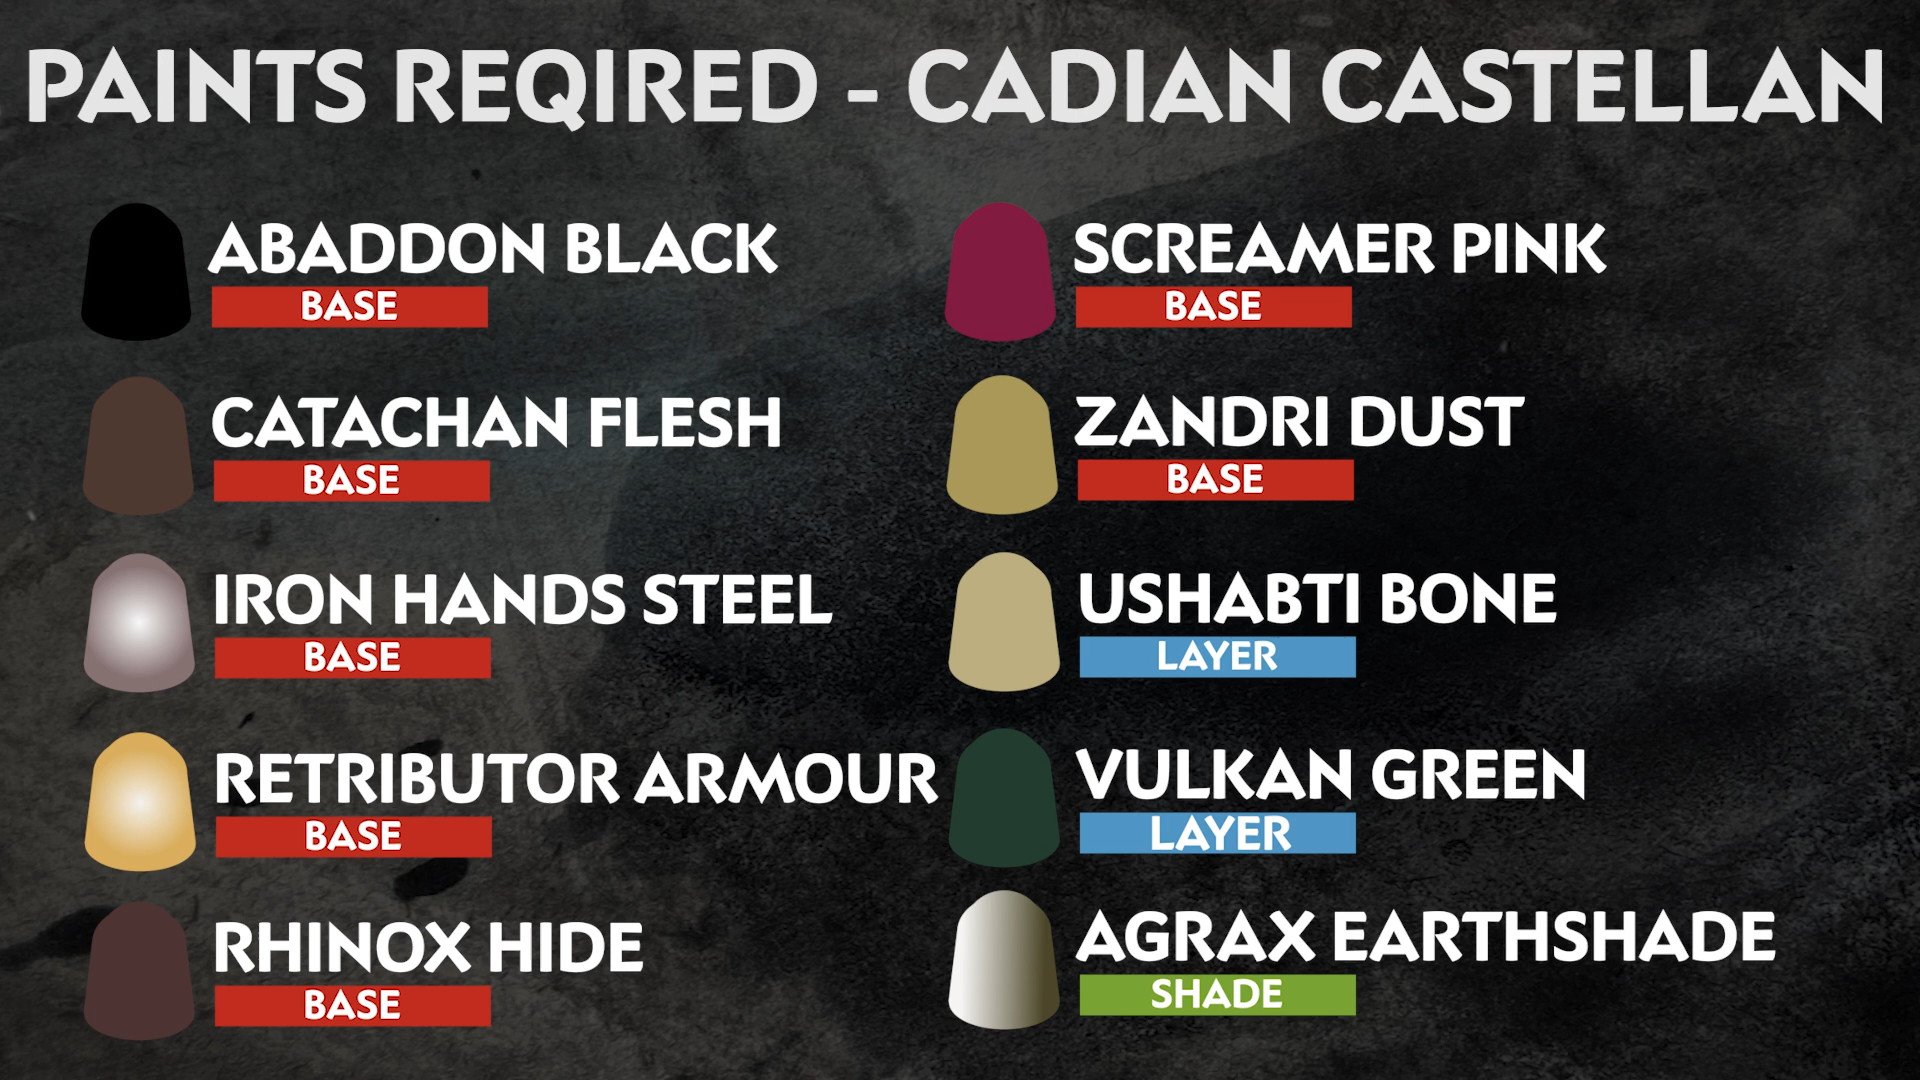 PAINTS REQIRED - CADIAN CASTELLAN
ABADDON BLACK
BASE
CATACHAN FLESH
BASE
IRON HANDS STEEL
BASE
RETRIBUTOR ARMOUR
BASE
RHINOX HIDE
BASE
SCREAMER PINK
BASE
ZANDRI DUST
BASE
USHABTI BONE
LAYER
VULKAN GREEN
LAYER
AGRAX EARTHSHADE
SHADE